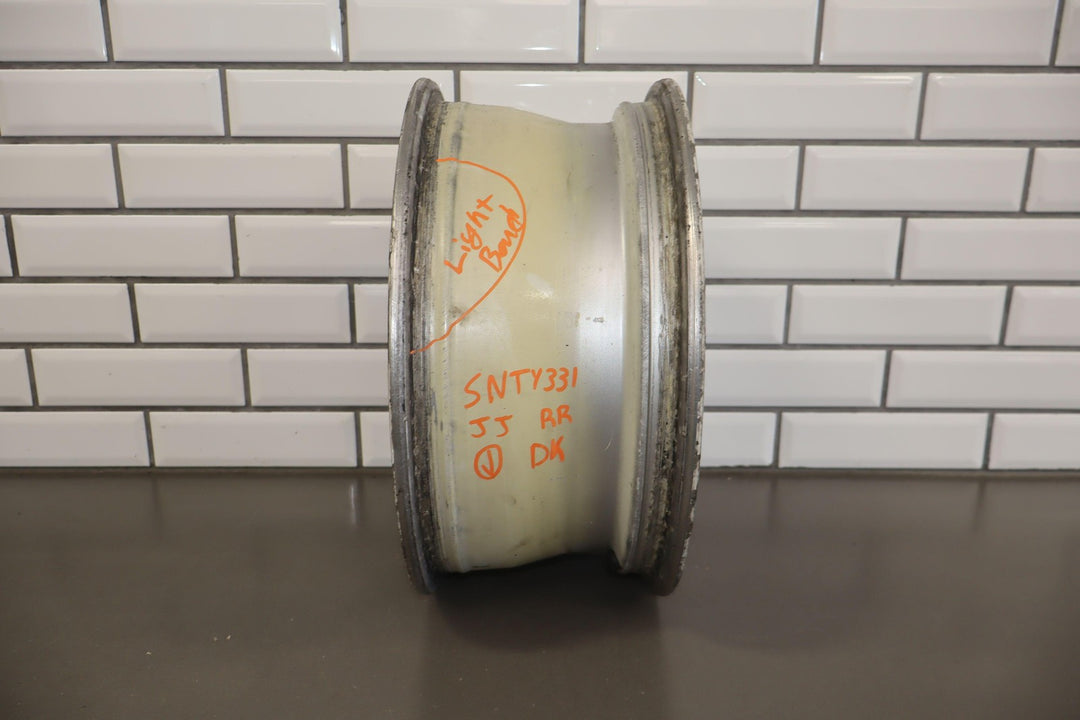 Light
Bend
SNTY331
JJ RR
↓ DK